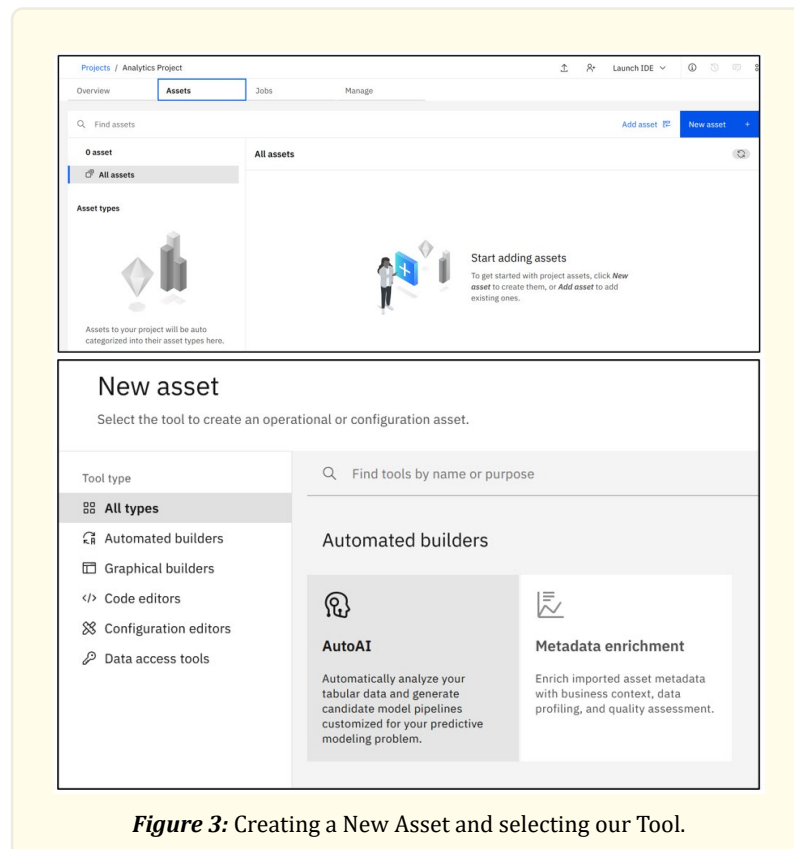 Projects / Analytics Project
Launch IDE
Overview
Assets
Jobs
Manage
Find assets
Add asset
New asset +
0 asset
All assets
All assets
Asset types
Start adding assets
To get started with project assets, click New
asset to create them, or Add asset to add
existing ones.
Assets to your project will be auto
categorized into their asset types here.
New asset
Select the tool to create an operational or configuration asset.
Tool type
All types
Automated builders
Graphical builders
Code editors
Configuration editors
Data access tools
Find tools by name or purpose
Automated builders
AutoAI
Automatically analyze your
tabular data and generate
candidate model pipelines
customized for your predictive
modeling problem.
Metadata enrichment
Enrich imported asset metadata
with business context, data
profiling, and quality assessment.
Figure 3: Creating a New Asset and selecting our Tool.